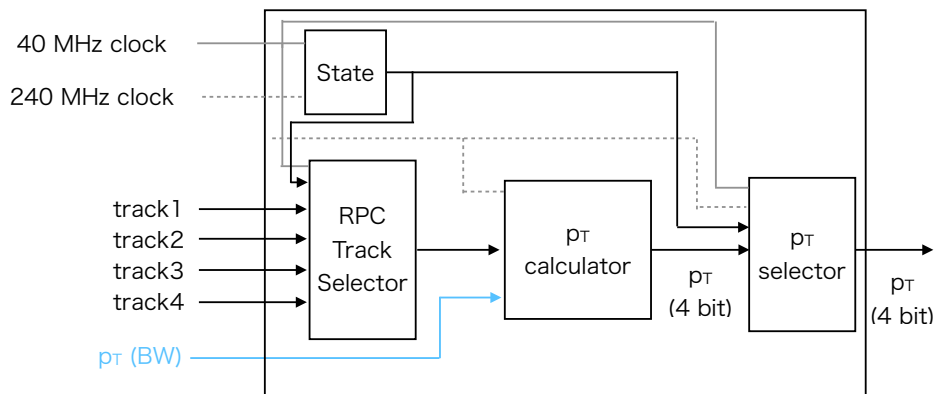 40 MHz clock
State
240 MHz clock
track1
track2
track3
track4
RPC
Track
Selector
pT
calculator
pT
(4 bit)
pT
selector
pT
(4 bit)
pT (BW)